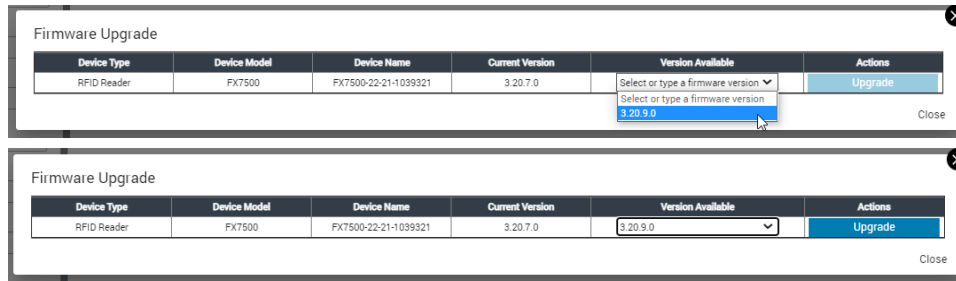 Firmware Upgrade
Device Type Device Model Device Name Current Version Version Available Actions
RFID Reader FX7500 FX7500-22-21-1039321 3.20.7.0 Select or type a firmware version Upgrade
Select or type a firmware version
3.20.9.0
Close
Firmware Upgrade
Device Type Device Model Device Name Current Version Version Available Actions
RFID Reader FX7500 FX7500-22-21-1039321 3.20.7.0 3.20.9.0 Upgrade
Close